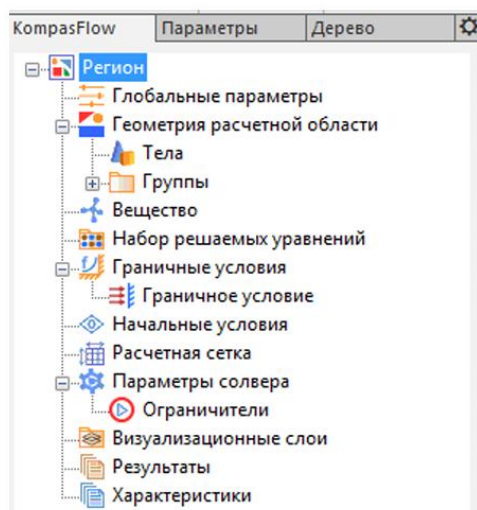 KompasFlow Параметры Дерево
Регион
Глобальные параметры
Геометрия расчетной области
Тела
Группы
Вещество
Набор решаемых уравнений
Граничные условия
Граничное условие
Начальные условия
Расчетная сетка
Параметры солвера
Ограничители
Визуализационные слои
Результаты
Характеристики